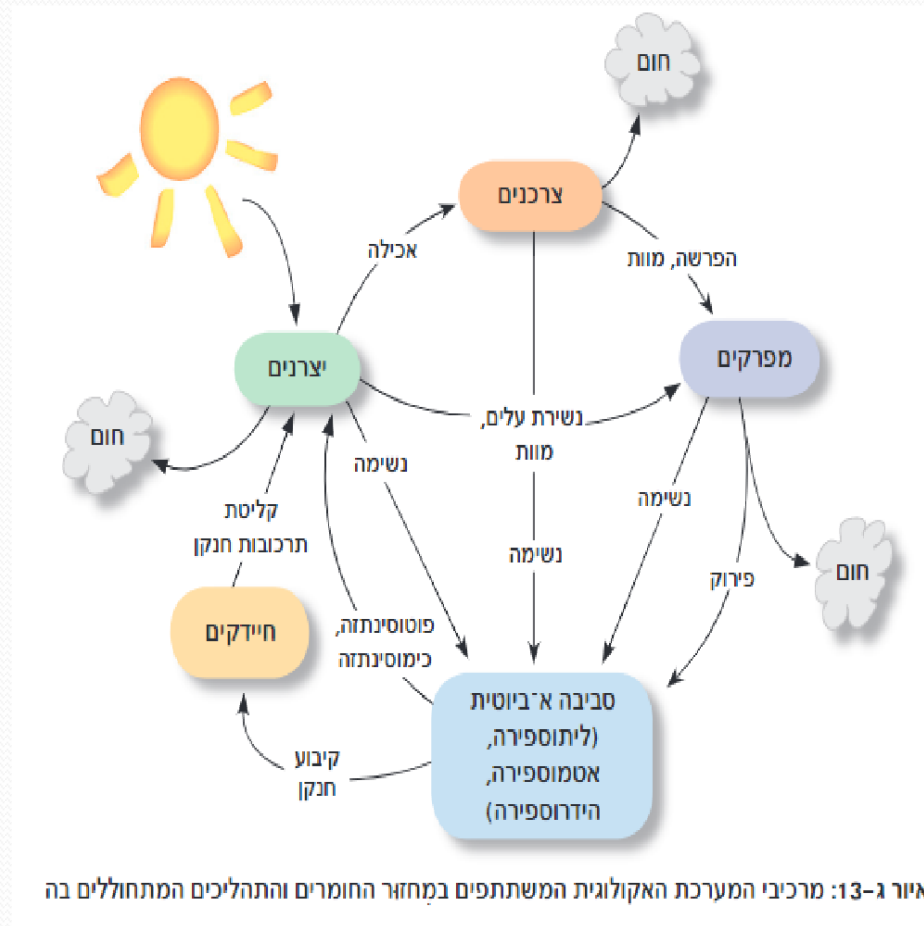 חום
צרכנים
אכילה
הפרשה, מוות
יצרנים
מפרקים
חום
נשירת עלים,
מוות
נשימה
נשימה
קליטת
תרכובות חנקן
נשימה
פירוק
חום
חיידקים
פוטוסינתזה,
כימוסינתזה
סביבה א־ביוטית
(ליתוספירה,
אטמוספירה,
הידרוספירה)
קיבוע
חנקן
איור ג-13: מרכיבי המערכת האקולוגית המשתתפים במִחזוּר החומרים והתהליכים המתחוללים בה